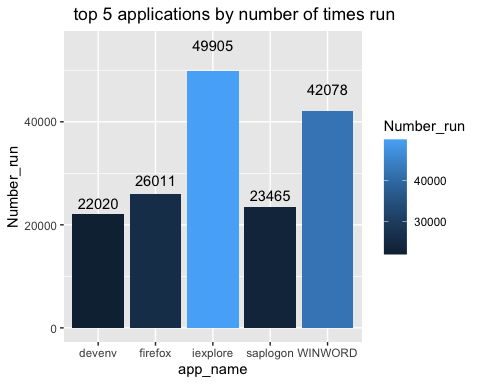 top 5 applications by number of times run
49905
42078
26011
23465
22020
Number_run
40000
20000
0
devenv firefox iexplore saplogon WINWORD
app_name
Number_run
40000
30000